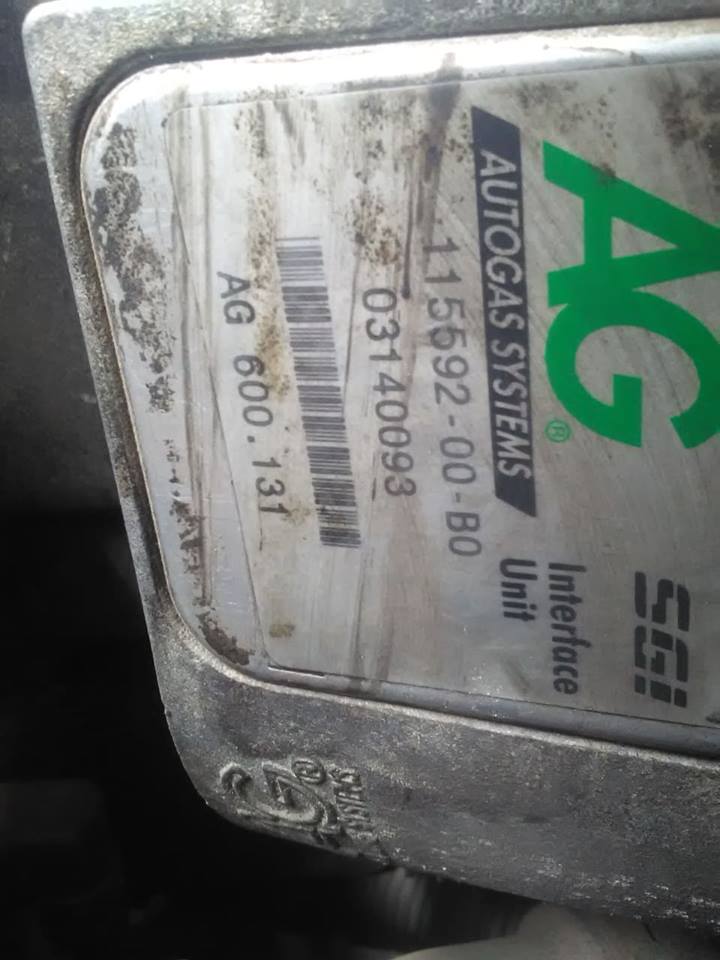 AG®
AUTOGAS SYSTEMS
SGi
Interface
Unit
115592-00-B0
03140093
AG 600.131